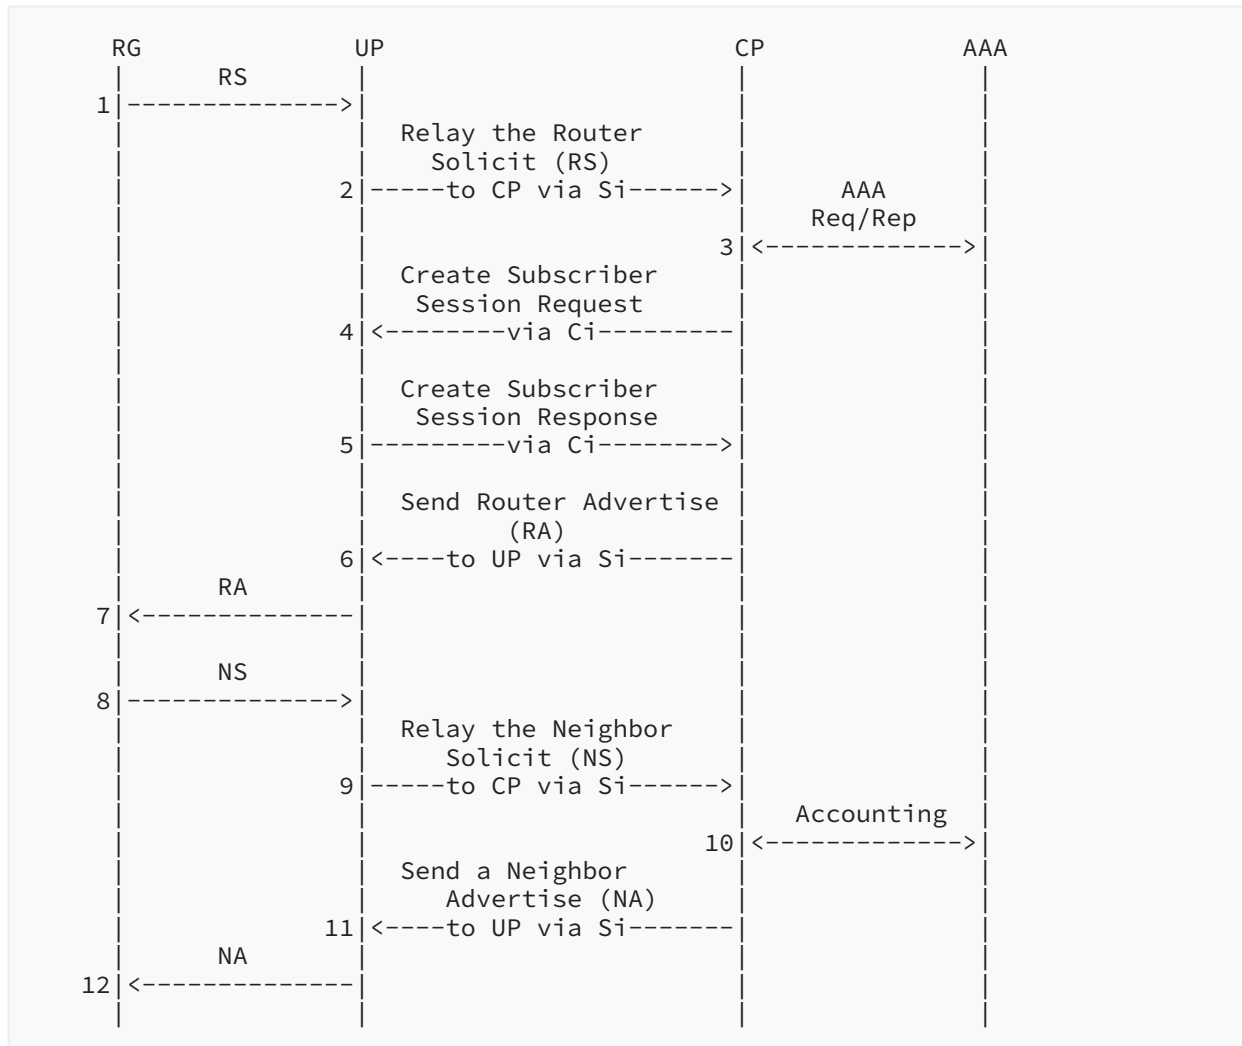 RG UP CP AAA
RS
1|-------------->|
Relay the Router
Solicit (RS)
2|-----to CP via Si------>| AAA
Req/Rep
3|<------------->|
Create Subscriber
Session Request
4|<--------via Ci---------
Create Subscriber
Session Response
5|---------via Ci-------->|
Send Router Advertise
(RA)
6|<----to UP via Si-------
RA
7|<--------------
NS
8|-------------->|
Relay the Neighbor
Solicit (NS)
9|-----to CP via Si------>|
Accounting
10|<------------->|
Send a Neighbor
Advertise (NA)
11|<----to UP via Si-------
NA
12|<--------------